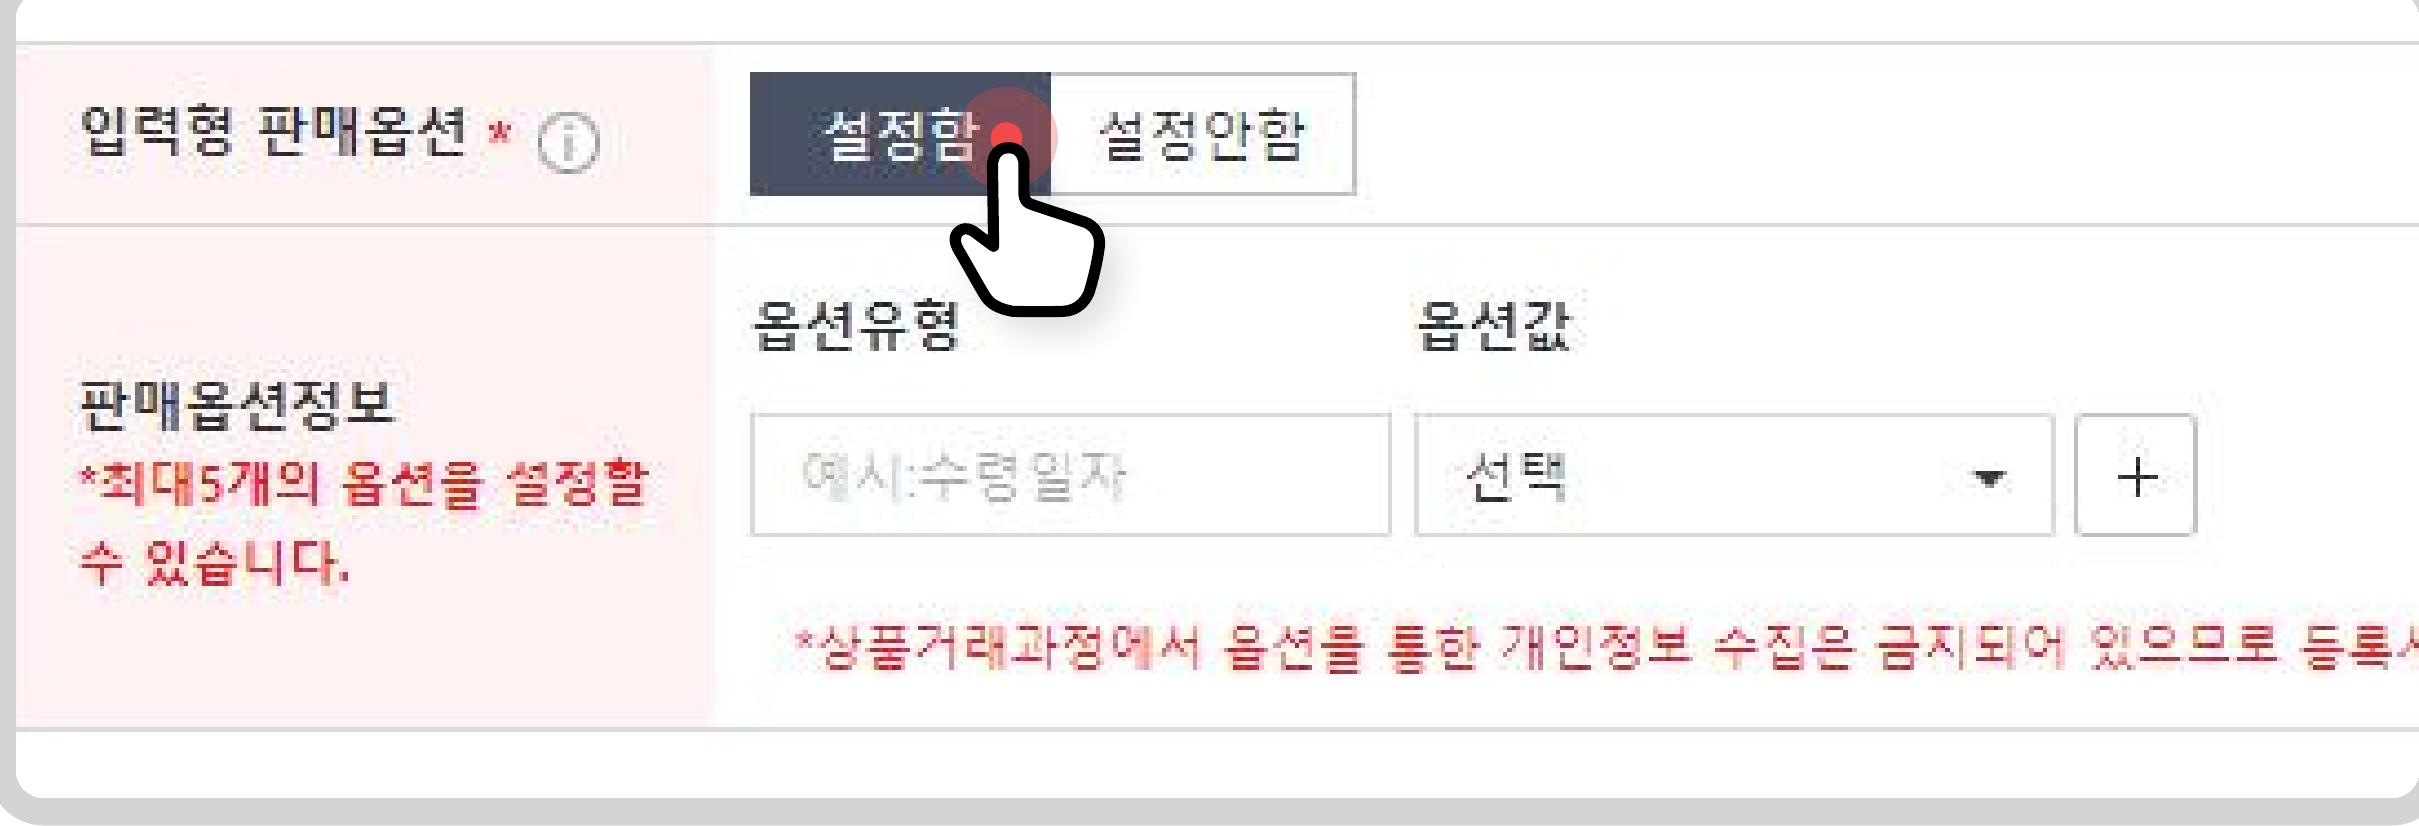 입력형 판매옵션 *
설정함 설정안함
옵션유형 옵션값
판매옵션정보
*최대5개의 옵션을 설정할
수 있습니다.
예시:수령일자 선택 +
*상품거래과정에서 옵션을 통한 개인정보 수집은 금지되어 있으므로